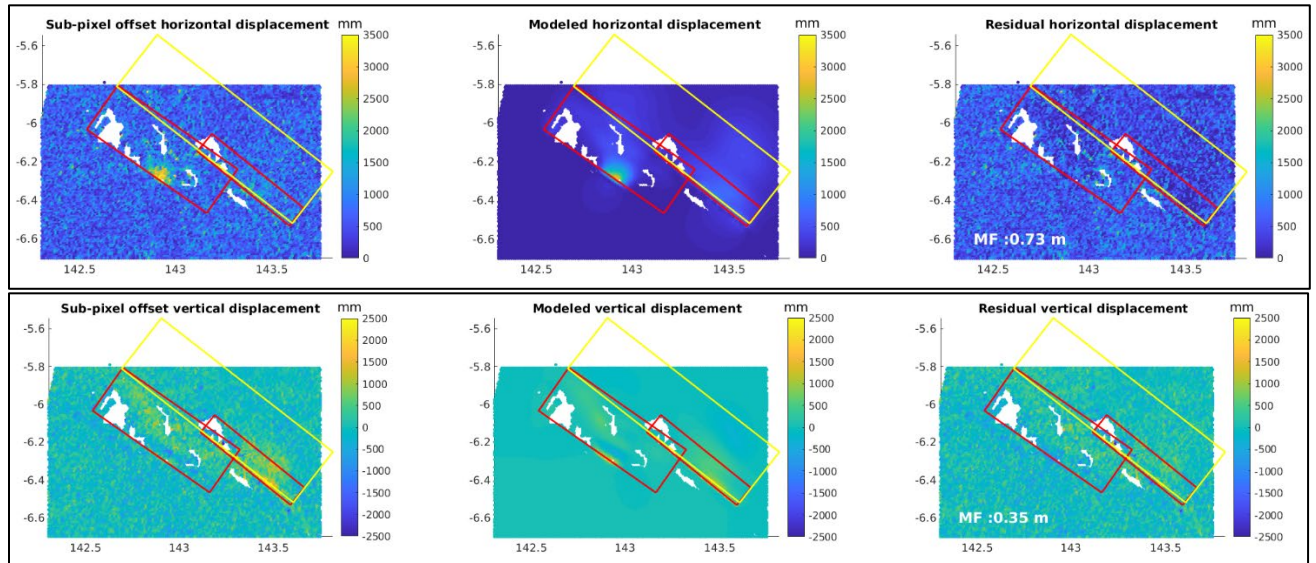 Sub-pixel offset horizontal displacement mm Modeled horizontal displacement mm Residual horizontal displacement mm
3500 3500 3500
-5.6 -5.6 -5.6
3000 3000 3000
-5.8 -5.8 -5.8
2500 2500 2500
-6 -6 -6
2000 2000 2000
-6.2 -6.2 -6.2
1500 1500 1500
-6.4 -6.4 -6.4
1000 1000 1000
-6.6 -6.6 -6.6
500 500 500
MF :0.73 m
0 0 0
142.5 143 143.5 142.5 143 143.5 142.5 143 143.5
Sub-pixel offset vertical displacement mm Modeled vertical displacement mm Residual vertical displacement mm
2500 2500 2500
-5.6 -5.6 -5.6
2000 2000 2000
1500 1500 1500
-5.8 -5.8 -5.8
1000 1000 1000
-6 -6 -6
500 500 500
0 0 0
-6.2 -6.2 -6.2
-500 -500 -500
-6.4 -6.4 -6.4
-1000 -1000 -1000
-1500 -1500 -1500
-6.6 -6.6 -6.6
MF :0.35 m
-2000 -2000 -2000
-2500 -2500 -2500
142.5 143 143.5 142.5 143 143.5 142.5 143 143.5